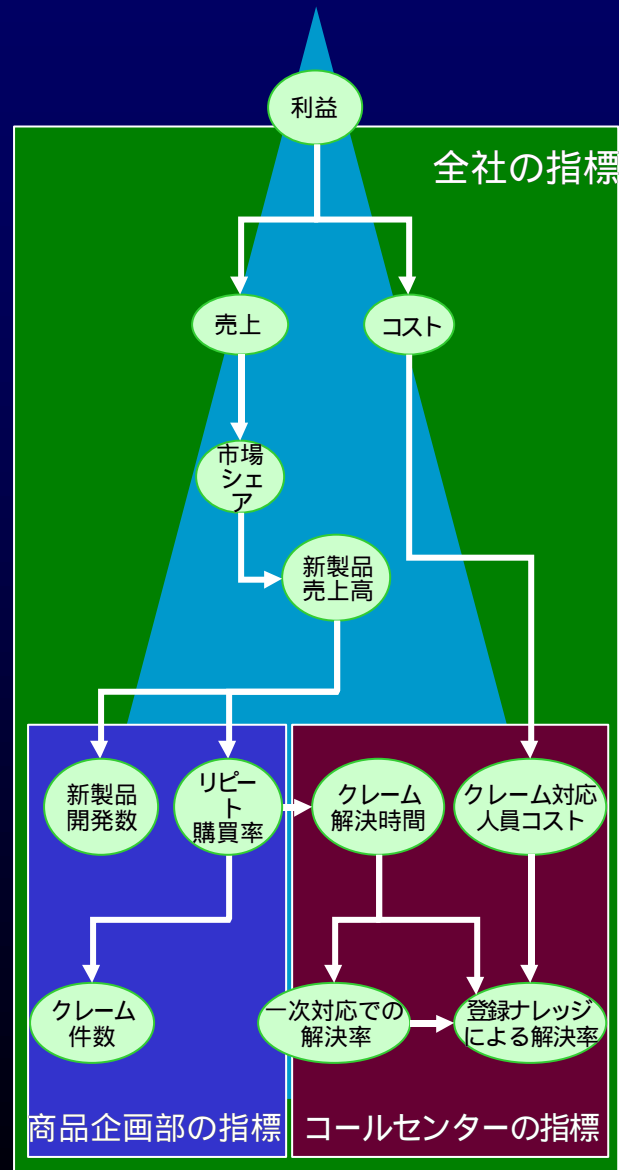 利益
全社の指標
売上
コスト
市場
シェ
ア
新製品
売上高
新製品
開発数
リピー
ト
購買率
クレーム
解決時間
クレーム対応
人員コスト
クレーム
件数
一次対応での
解決率
登録ナレッジ
による解決率
商品企画部の指標
コールセンターの指標